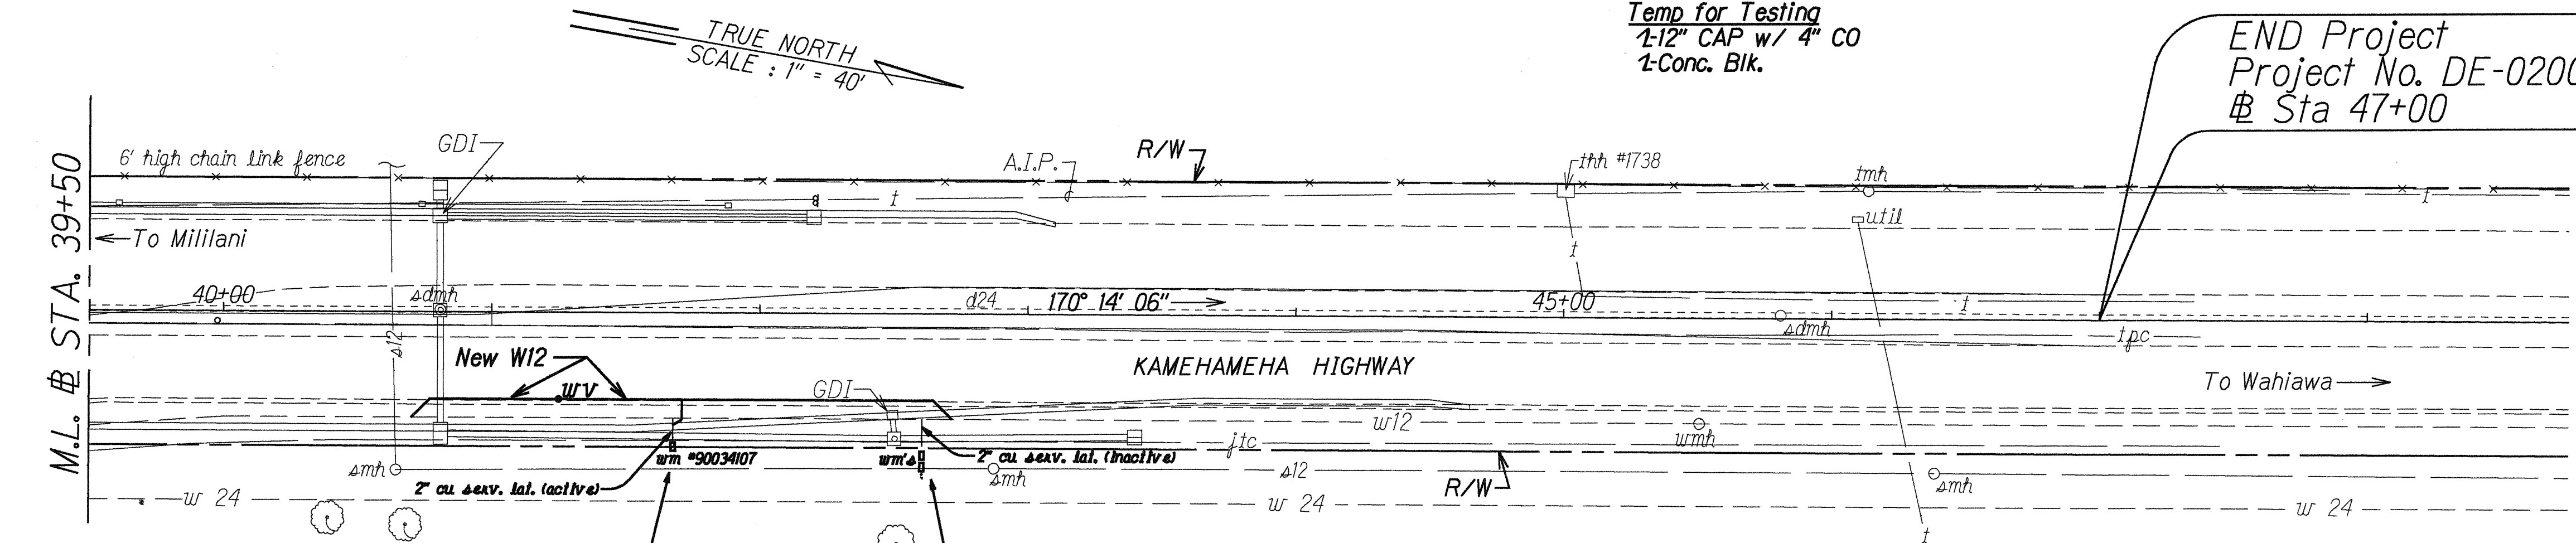 TRUE NORTH
SCALE : 1" = 40'
Temp for Testing
1-12" CAP w/ 4" CO
1-Conc. Blk.
END Project
Project No. DE-0200
BL Sta 47+00
M.L. BL STA. 39+50
6' high chain link fence
GDI
A.I.P.
R/W
thh #1738
tmh
t
t
util
To Mililani
t
40+00
sdmh
d24
170° 14' 06"
45+00
t
sdmh
tpc
s12
New W12
wv
KAMEHAMEHA HIGHWAY
To Wahiawa
GDI
w12
wmh
jtc
smh
wm #90034107
wm's
2" cu serv. lat. (inactive)
2" cu serv. lat. (active)
smh
s12
R/W
smh
w 24
w 24
w 24
t